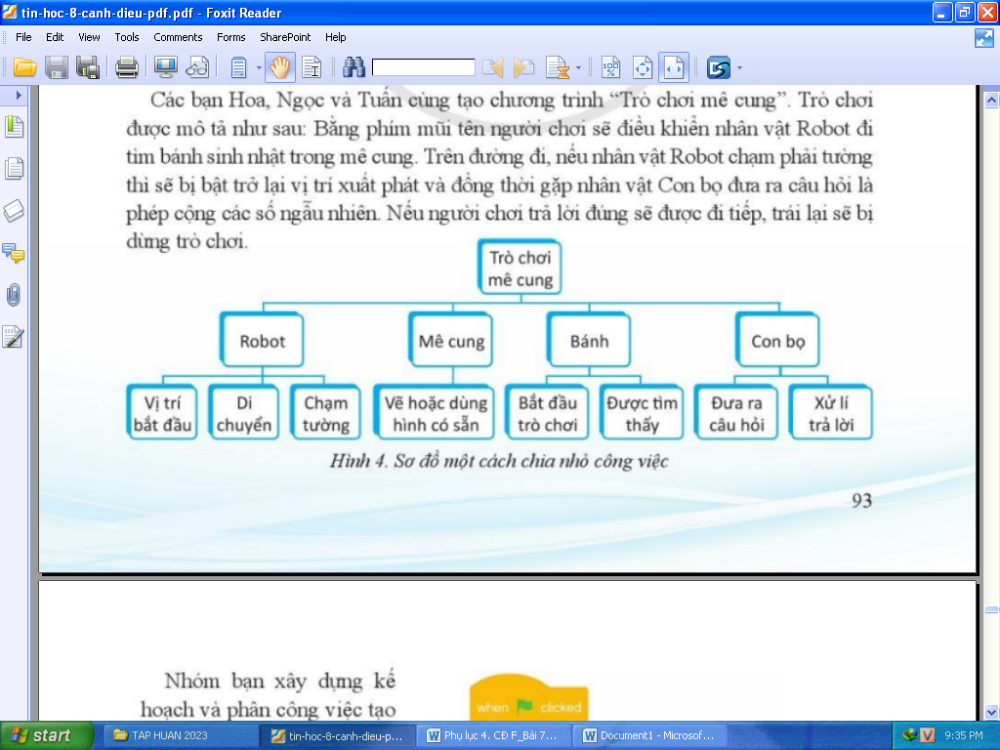 tin-hoc-8-canh-dieu-pdf.pdf - Foxit Reader
File Edit View Tools Comments Forms SharePoint Help
Các bạn Hoa, Ngọc và Tuấn cùng tạo chương trình “Trò chơi mê cung”. Trò chơi
được mô tả như sau: Bằng phím mũi tên người chơi sẽ điều khiển nhân vật Robot đi
tìm bánh sinh nhật trong mê cung. Trên đường đi, nếu nhân vật Robot chạm phải tường
thì sẽ bị bật trở lại vị trí xuất phát và đồng thời gặp nhân vật Con bọ đưa ra câu hỏi là
phép cộng các số ngẫu nhiên. Nếu người chơi trả lời đúng sẽ được đi tiếp, trái lại sẽ bị
dừng trò chơi.
Trò chơi
mê cung
Robot
Mê cung
Bánh
Con bọ
Vị trí
bắt đầu
Di
chuyển
Chạm
tường
Vẽ hoặc dùng
hình có sẵn
Bắt đầu
trò chơi
Được tìm
thấy
Đưa ra
câu hỏi
Xử lí
trả lời
Hình 4. Sơ đồ một cách chia nhỏ công việc
93
Nhóm bạn xây dựng kế
hoạch và phân công việc tạo
when clicked
start TAP HUAN 2023 tin-hoc-8-canh-dieu-p... Phụ lục 4. CĐ F_Bài 7... Document1 - Microsof... V 9:35 PM